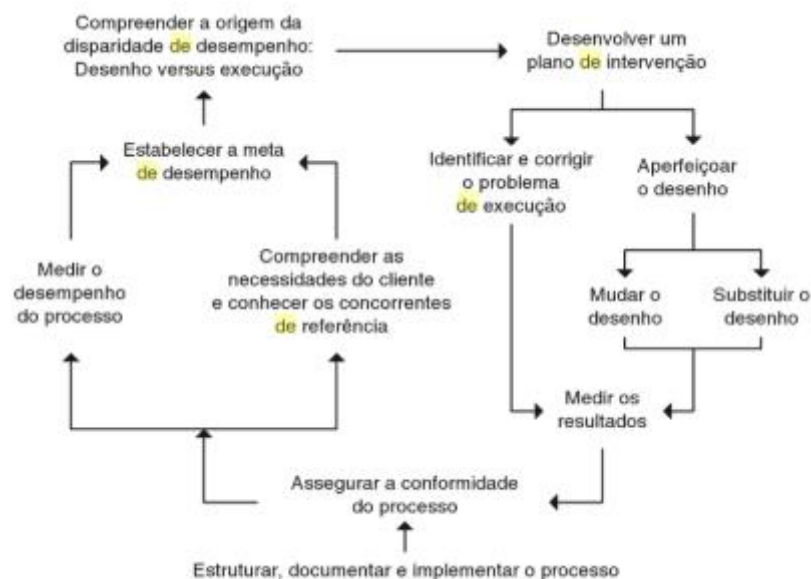 Compreender a origem da
disparidade de desempenho:
Desenho versus execução
Desenvolver um
plano de intervenção
Estabelecer a meta
de desempenho
Identificar e corrigir
o problema
de execução
Aperfeiçoar
o desenho
Medir o
desempenho
do processo
Compreender as
necessidades do cliente
e conhecer os concorrentes
de referência
Mudar o
desenho
Substituir o
desenho
Medir os
resultados
Assegurar a conformidade
do processo
Estruturar, documentar e implementar o processo